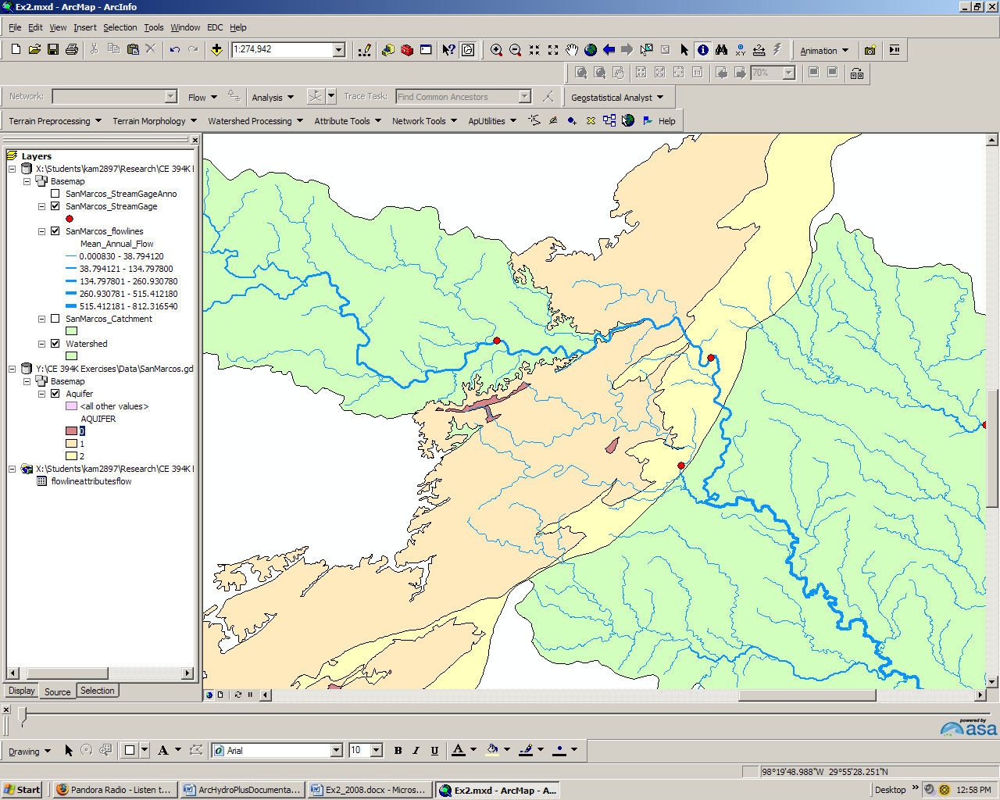 Ex2.mxd - ArcMap - ArcInfo
File Edit View Insert Selection Tools Window EDC Help
1:274,942
Animation
70%
Network: Flow Analysis Trace Task: Find Common Ancestors Geostatistical Analyst
Terrain Preprocessing Terrain Morphology Watershed Processing Attribute Tools Network Tools ApUtilities Help
Layers
X:\Students\kam2897\Research\CE 394K E
Basemap
SanMarcos_StreamGageAnno
SanMarcos_StreamGage
SanMarcos_flowlines
Mean_Annual_Flow
0.000830 - 38.794120
38.794121 - 134.797800
134.797801 - 260.930780
260.930781 - 515.412180
515.412181 - 812.316540
SanMarcos_Catchment
Watershed
Y:\CE 394K Exercises\Data\SanMarcos.gd
Basemap
Aquifer
<all other values>
AQUIFER
0
1
2
X:\Students\kam2897\Research\CE 394K E
flowlineattributesflow
Display Source Selection
powered by
asa
Drawing A Arial 10 B I U A
98°19'48.988"W 29°55'28.251"N
Start Pandora Radio - Listen t... ArcHydroPlusDocumenta... Ex2_2008.docx - Micros... Ex2.mxd - ArcMap - A... Desktop » 12:58 PM